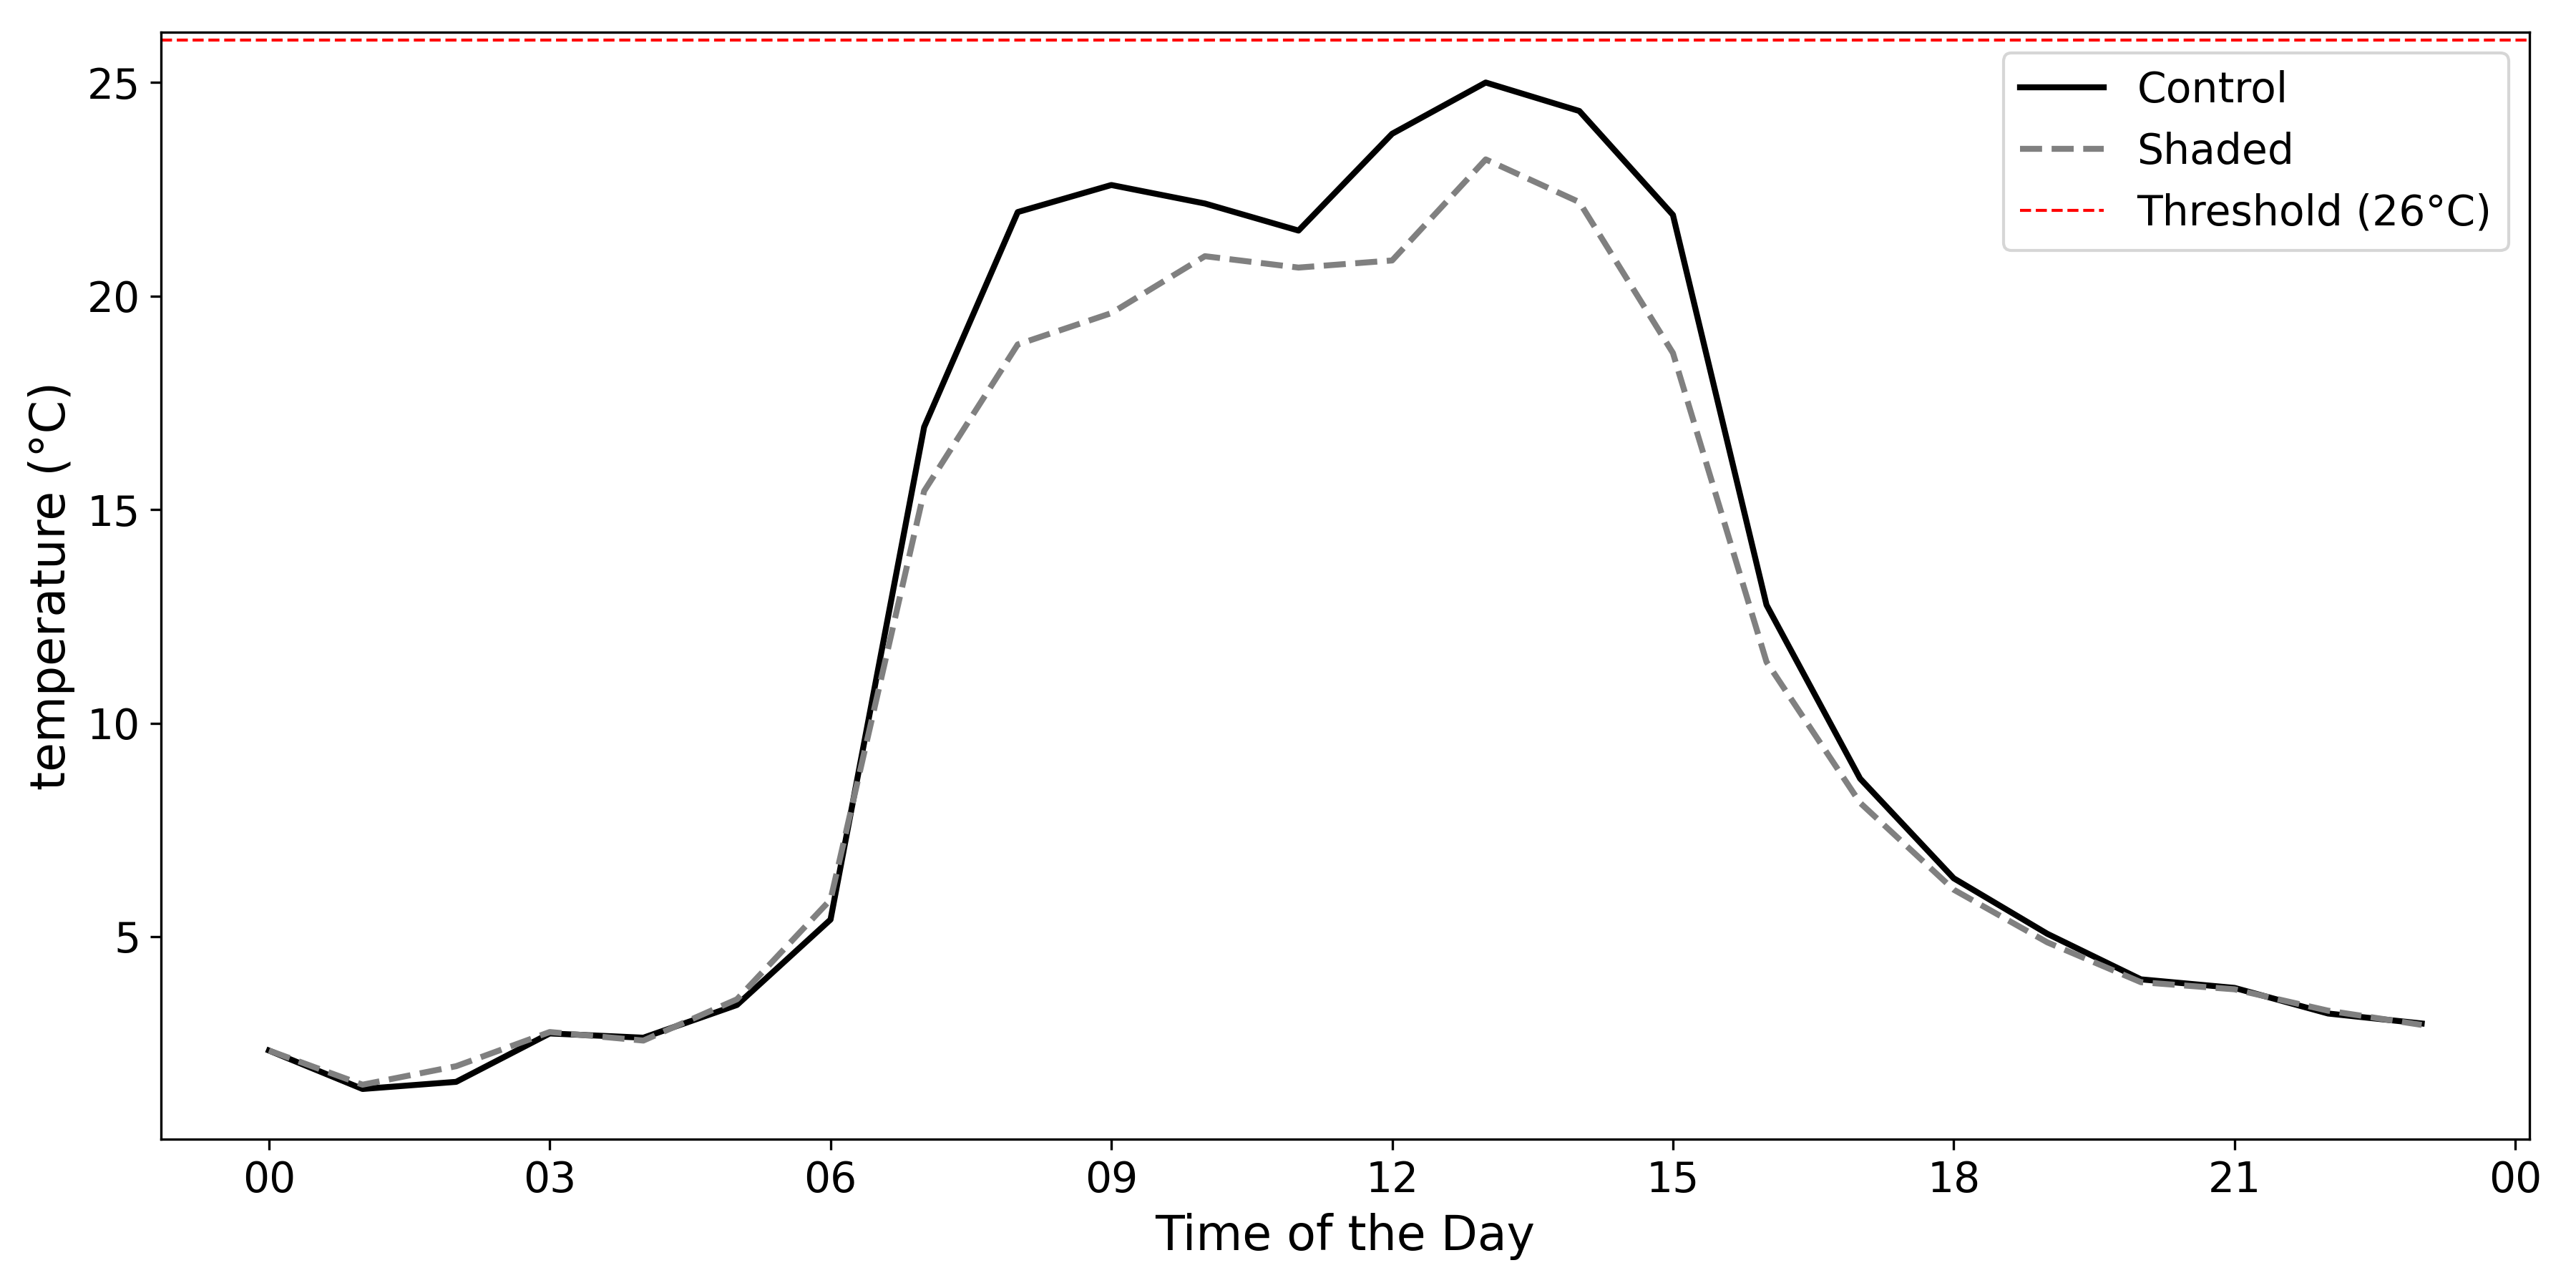 Control
Shaded
Threshold (26°C)
temperature (°C)
25
20
15
10
5
00 03 06 09 12 15 18 21 00
Time of the Day